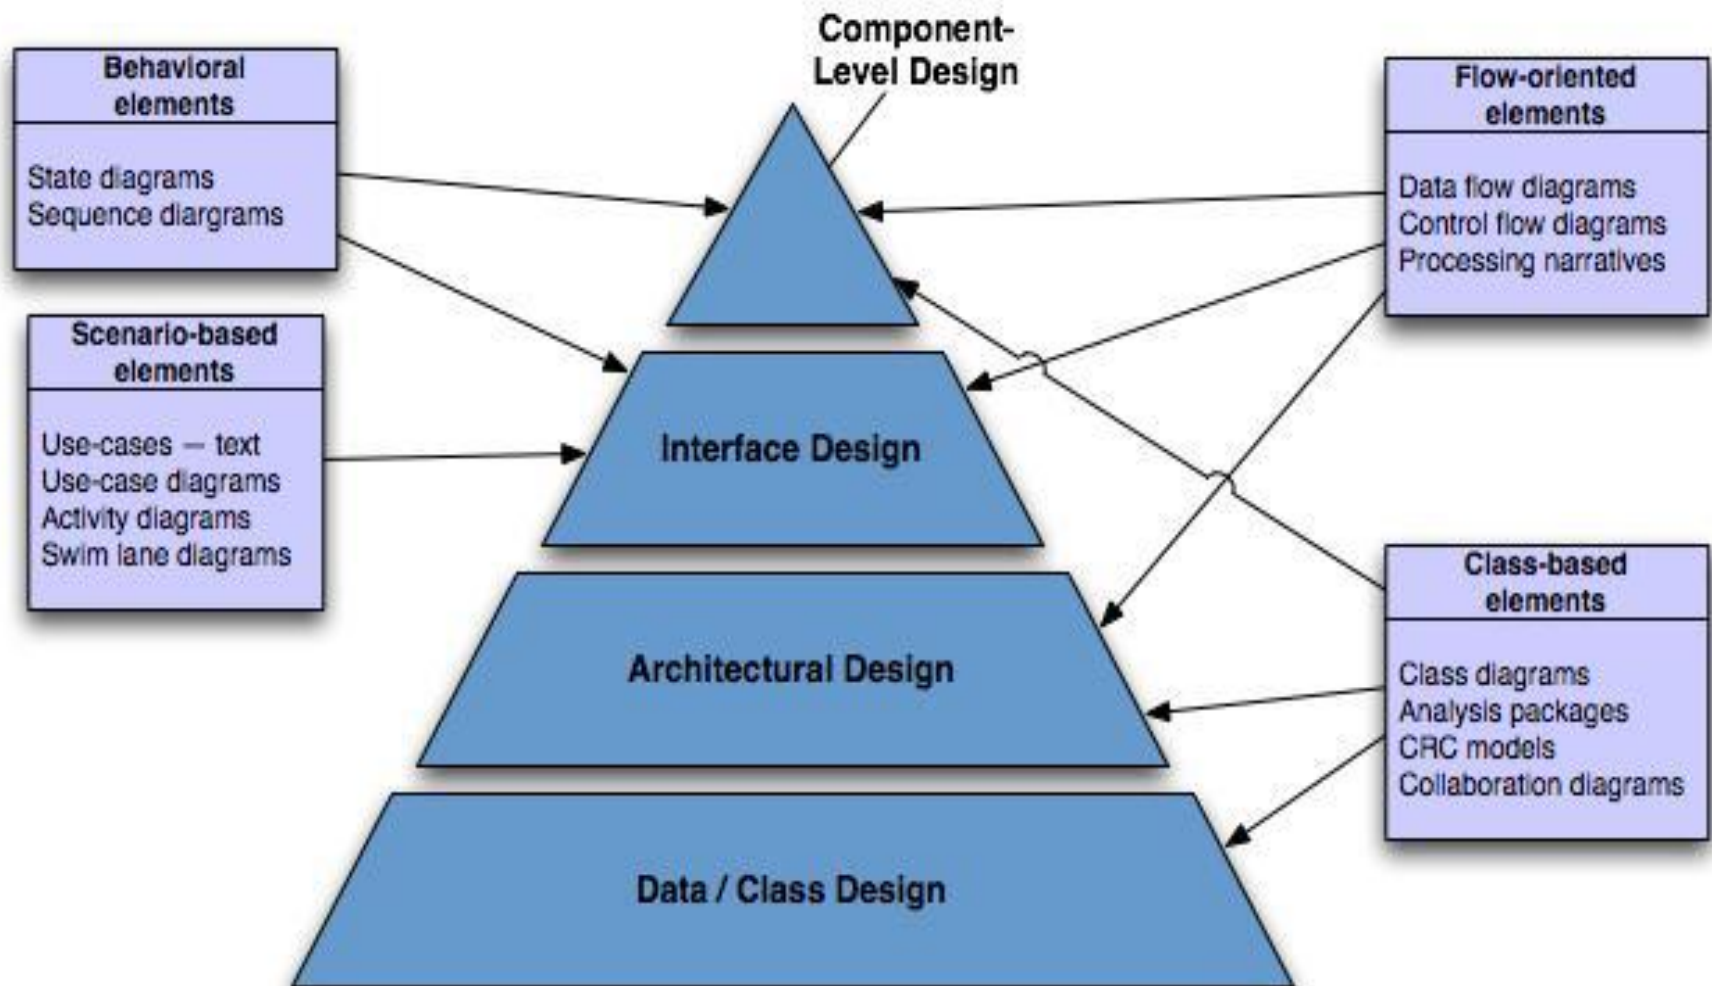 Component-
Level Design
Behavioral
elements
State diagrams
Sequence diargrams
Scenario-based
elements
Use-cases — text
Use-case diagrams
Activity diagrams
Swim lane diagrams
Flow-oriented
elements
Data flow diagrams
Control flow diagrams
Processing narratives
Class-based
elements
Class diagrams
Analysis packages
CRC models
Collaboration diagrams
Interface Design
Architectural Design
Data / Class Design